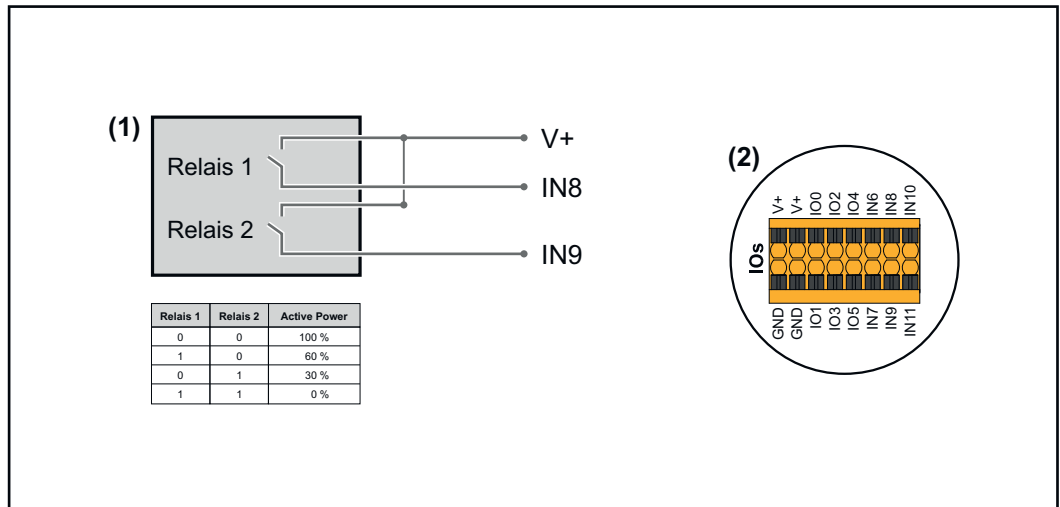 (1)
Relais 1
Relais 2
V+
IN8
IN9
Relais 1 Relais 2 Active Power
0 0 100 %
1 0 60 %
0 1 30 %
1 1 0 %
(2)
IOs
V+ V+ IO0 IO2 IO4 IN6 IN8 IN10
GND GND IO1 IO3 IO5 IN7 IN9 IN11